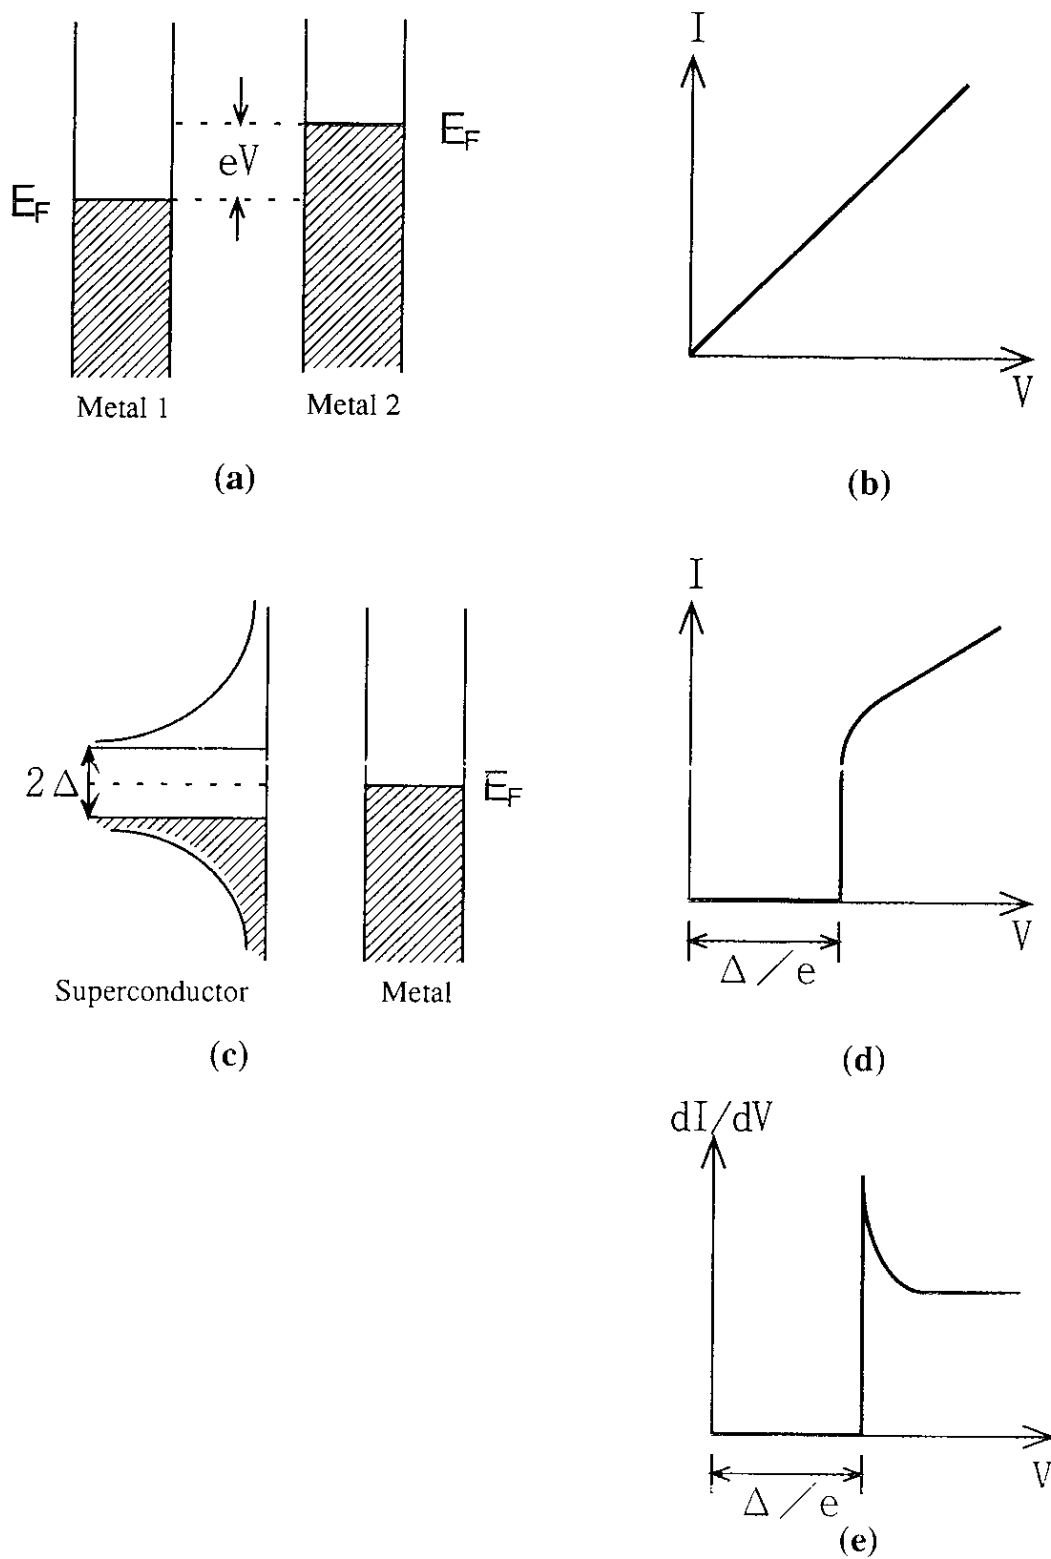 E_F
eV
E_F
Metal 1
Metal 2
(a)
I
V
(b)
2Δ
E_F
Superconductor
Metal
(c)
I
V
Δ/e
(d)
dI/dV
V
Δ/e
(e)